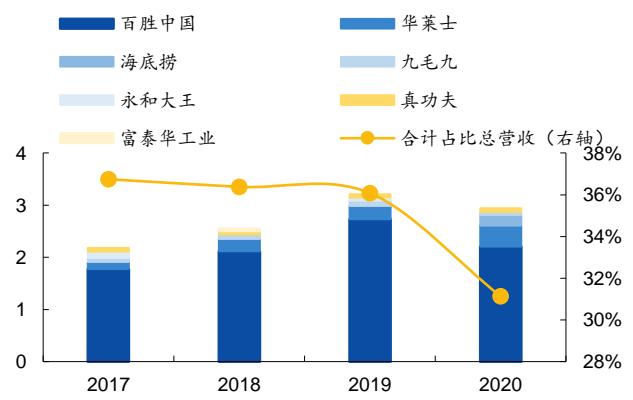 百胜中国 华莱士
海底捞 九毛九
永和大王 真功夫
富泰华工业 合计占比总营收（右轴）
4 38%
36%
3
34%
2
32%
1
30%
0 28%
2017 2018 2019 2020